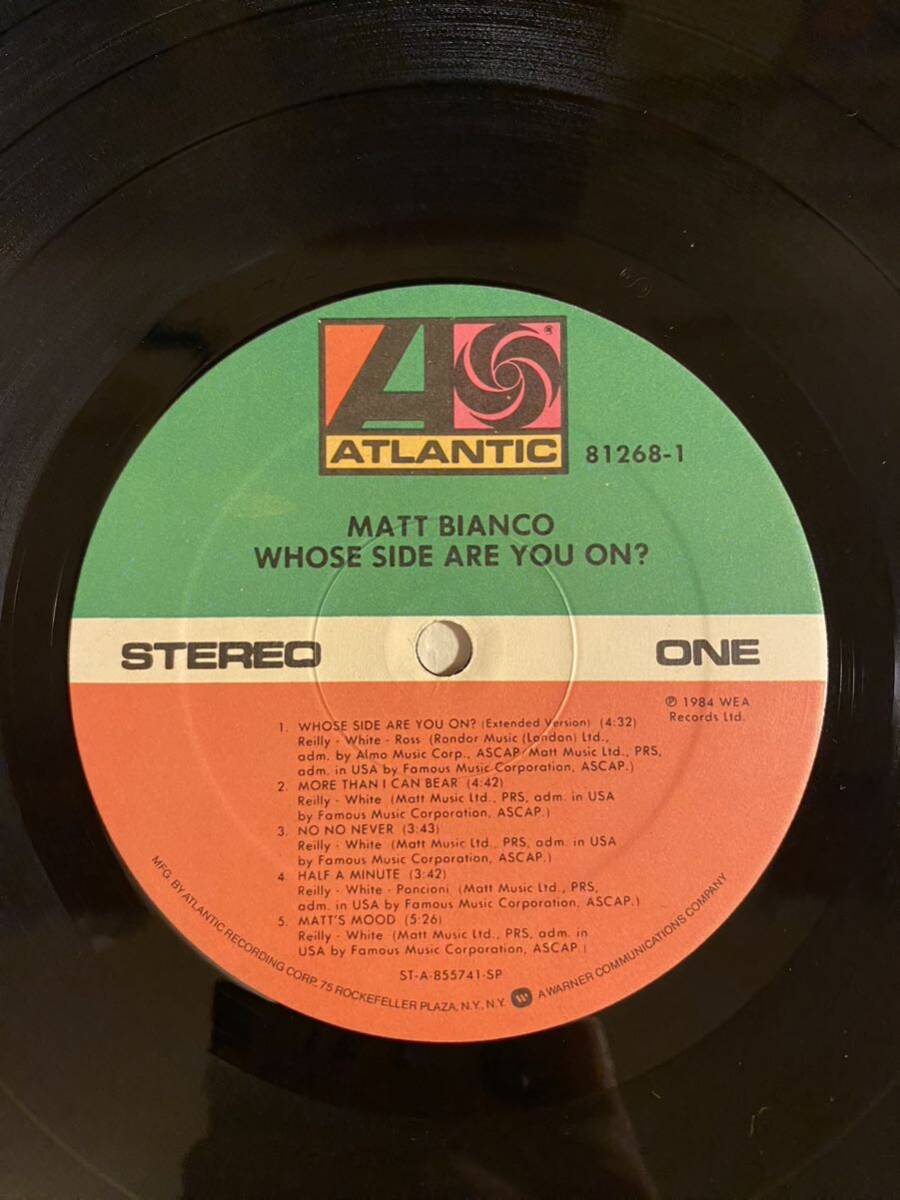 ATLANTIC
®
81268-1
MATT BIANCO
WHOSE SIDE ARE YOU ON?
STEREO
ONE
℗ 1984 WEA
Records Ltd.
1. WHOSE SIDE ARE YOU ON? (Extended Version) (4:32)
Reilly - White - Ross (Rondor Music (London) Ltd.,
adm. by Almo Music Corp., ASCAP/Matt Music Ltd., PRS,
adm. in USA by Famous Music Corporation, ASCAP.)
2. MORE THAN I CAN BEAR (4:42)
Reilly - White (Matt Music Ltd., PRS, adm. in USA
by Famous Music Corporation, ASCAP.)
3. NO NO NEVER (3:43)
Reilly - White (Matt Music Ltd., PRS, adm. in USA
by Famous Music Corporation, ASCAP.)
4. HALF A MINUTE (3:42)
Reilly - White - Poncioni (Matt Music Ltd., PRS,
adm. in USA by Famous Music Corporation, ASCAP.)
5. MATT'S MOOD (5:26)
Reilly - White (Matt Music Ltd., PRS, adm. in
USA by Famous Music Corporation, ASCAP.)
ST-A-855741-SP
MFG. BY ATLANTIC RECORDING CORP. 75 ROCKEFELLER PLAZA, N.Y., N.Y. A WARNER COMMUNICATIONS COMPANY